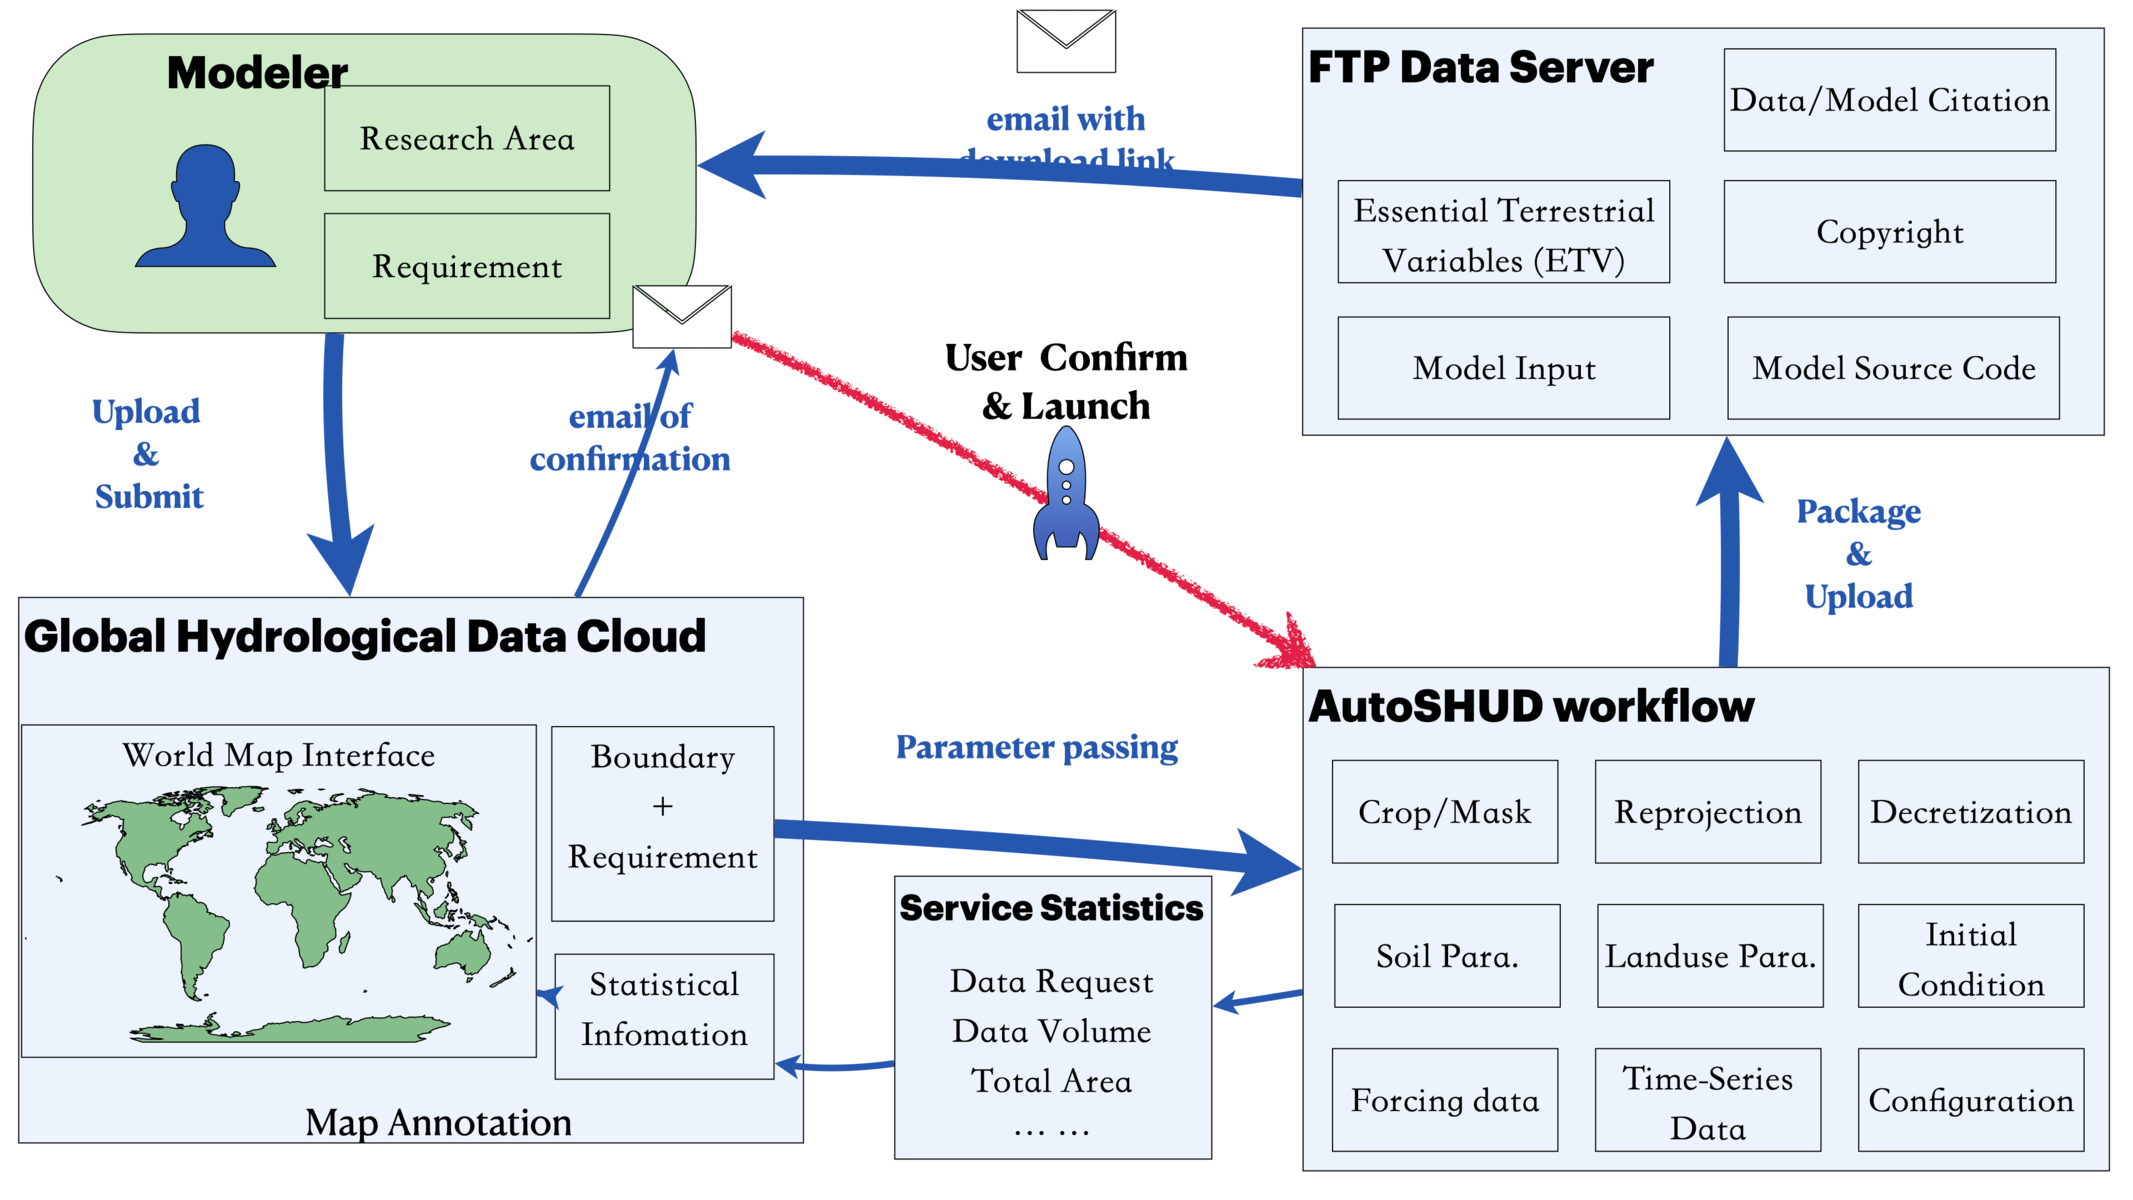 Modeler
Research Area
Requirement
email with
download link
FTP Data Server
Data/Model Citation
Essential Terrestrial
Variables (ETV)
Copyright
Model Input
Model Source Code
Upload
&
Submit
email of
confirmation
User Confirm
& Launch
Package
&
Upload
Global Hydrological Data Cloud
World Map Interface
Boundary
+
Requirement
Statistical
Infomation
Map Annotation
Parameter passing
Service Statistics
Data Request
Data Volume
Total Area
... ...
AutoSHUD workflow
Crop/Mask
Reprojection
Decretization
Soil Para.
Landuse Para.
Initial
Condition
Forcing data
Time-Series
Data
Configuration